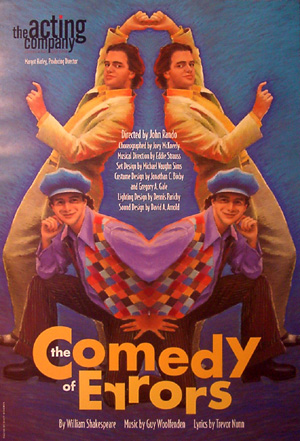 the acting
company
Margot Harley, Producing Director
Directed by John Rando
Choreographed by Joey McKneely
Musical Direction by Eddie Strauss
Set Design by Michael Vaughn Sims
Costume Design by Jonathan C. Bixby
and Gregory A. Gale
Lighting Design by Dennis Parichy
Sound Design by David A. Arnold
the Comedy
of Errors
By William Shakespeare Music by Guy Woolfenden Lyrics by Trevor Nunn